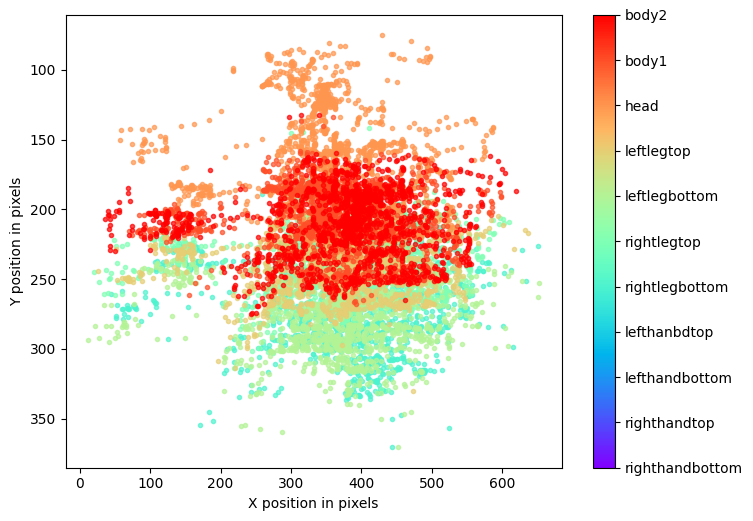 100
150
200
250
300
350
Y position in pixels
0 100 200 300 400 500 600
X position in pixels
body2
body1
head
leftlegtop
leftlegbottom
rightlegtop
rightlegbottom
lefthanbdtop
lefthandbottom
righthandtop
righthandbottom